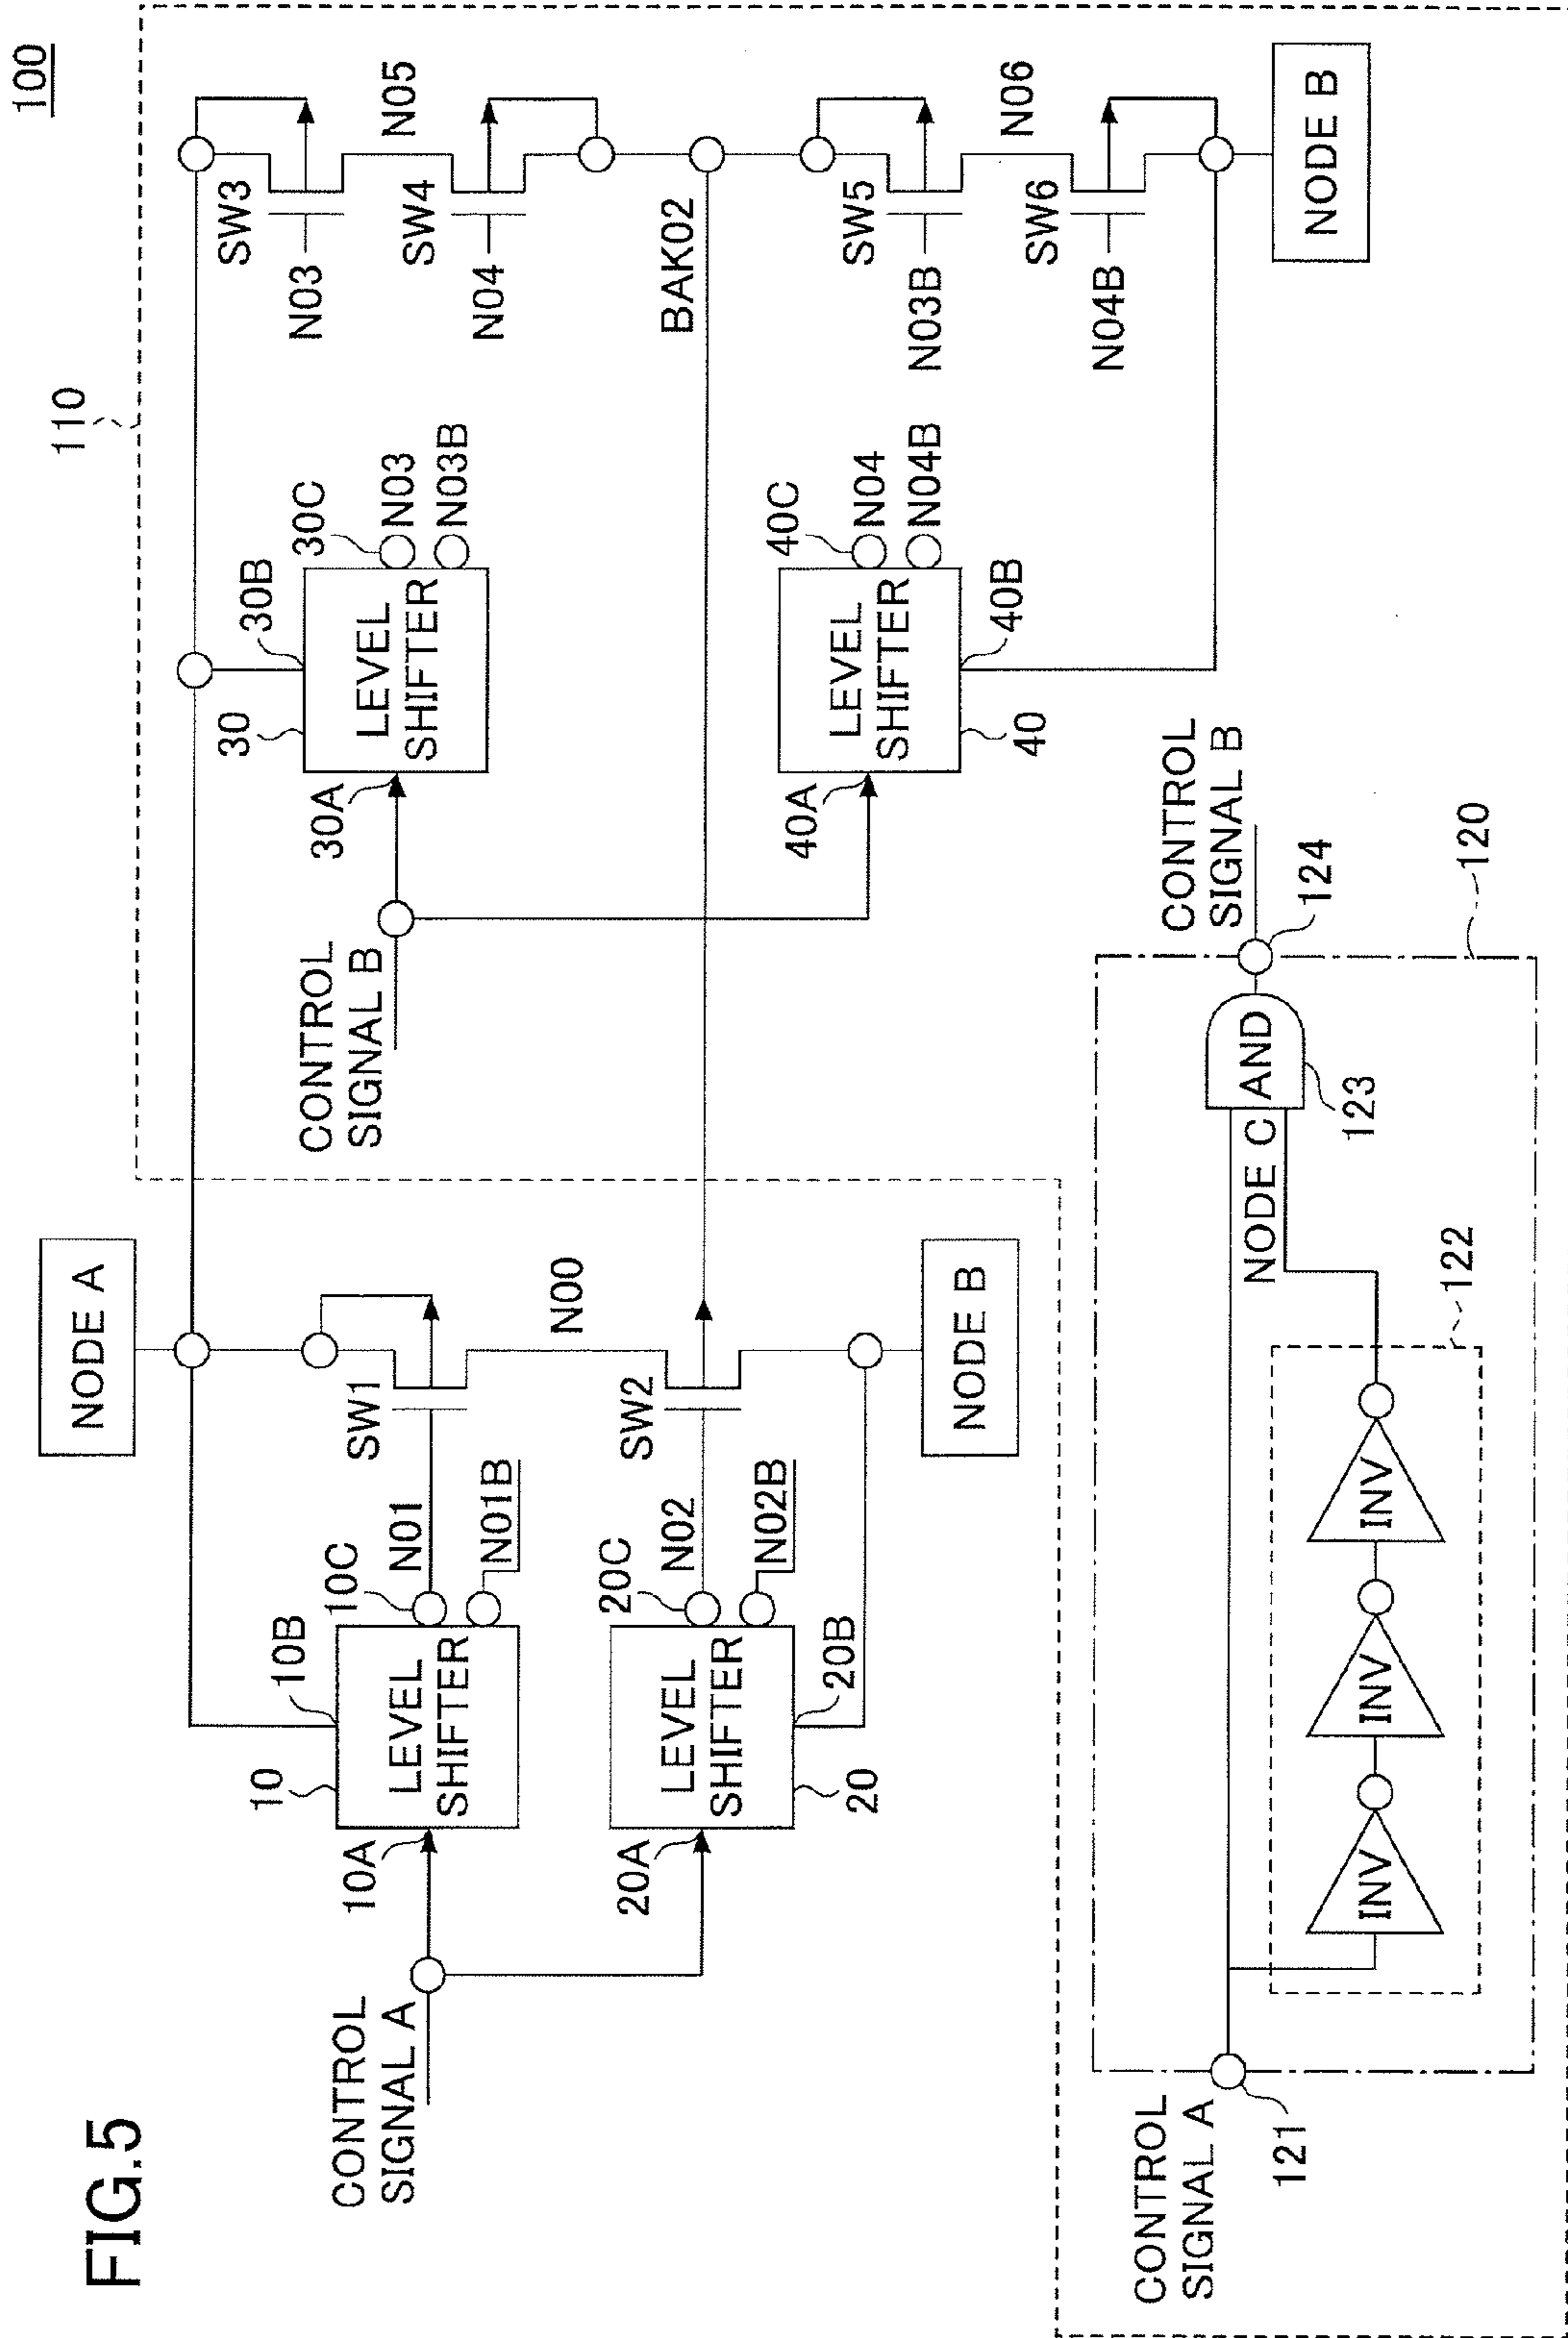 FIG.5
100
110
NODE A
10
10B
10A
10C
LEVEL
SHIFTER
N01
N01B
SW1
CONTROL
SIGNAL A
N00
20A
20C
LEVEL
SHIFTER
N02
N02B
SW2
20
20B
NODE B
CONTROL
SIGNAL B
30
30B
30A
30C
LEVEL
SHIFTER
N03
N03B
SW3
N03
N05
SW4
N04
BAK02
40A
40C
LEVEL
SHIFTER
N04
N04B
40
40B
SW5
N03B
N06
SW6
N04B
NODE B
CONTROL
SIGNAL A
121
INV
INV
INV
122
NODE C
AND
123
CONTROL
SIGNAL B
124
120